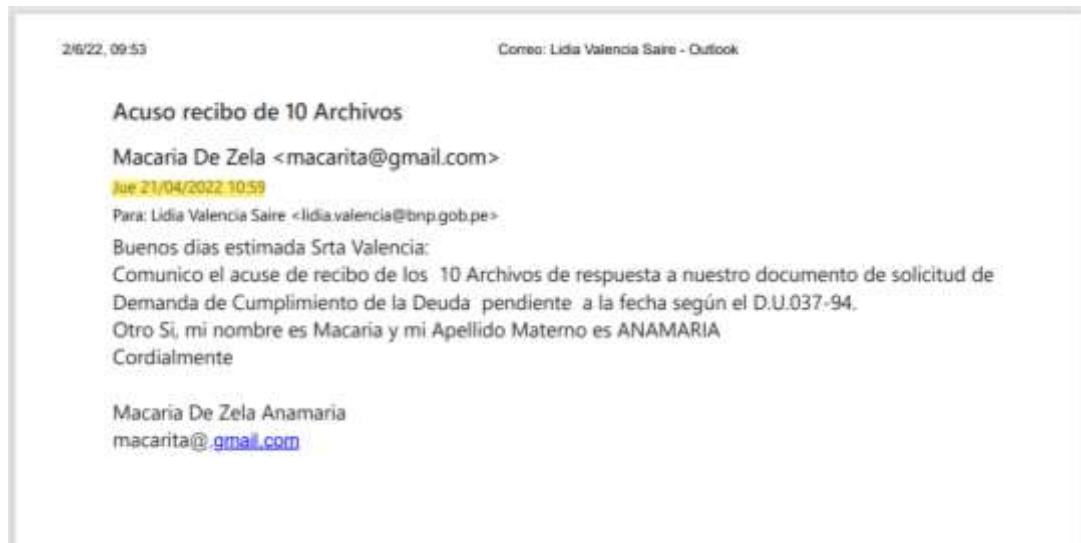 2/6/22, 09:53
Correo: Lidia Valencia Saire - Outlook
Acuso recibo de 10 Archivos
Macaria De Zela <macarita@gmail.com>
Jue 21/04/2022 10:59
Para: Lidia Valencia Saire <lidia.valencia@bnp.gob.pe>
Buenos dias estimada Srta Valencia:
Comunico el acuse de recibo de los 10 Archivos de respuesta a nuestro documento de solicitud de
Demanda de Cumplimiento de la Deuda pendiente a la fecha según el D.U.037-94.
Otro Si, mi nombre es Macaria y mi Apellido Materno es ANAMARIA
Cordialmente
Macaria De Zela Anamaria
macarita@.gmail.com